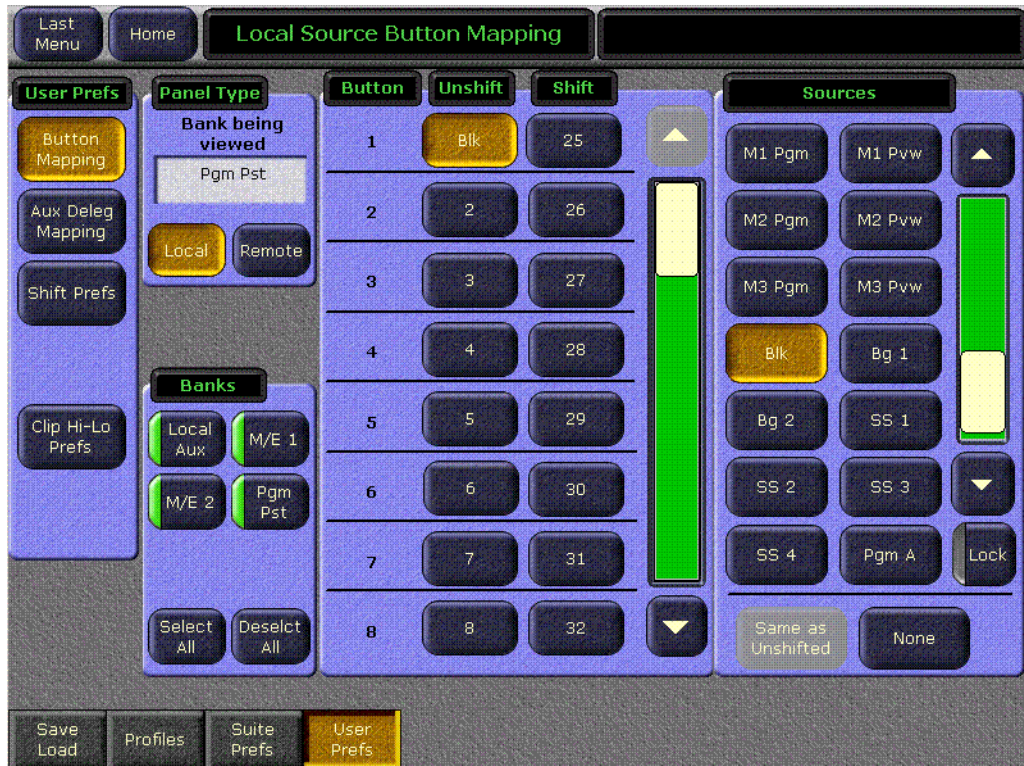 Last Menu
Home
Local Source Button Mapping
User Prefs
Button Mapping
Aux Deleg Mapping
Shift Prefs
Clip Hi-Lo Prefs
Panel Type
Bank being viewed
Pgm Pst
Local
Remote
Banks
Local Aux
M/E 1
M/E 2
Pgm Pst
Select All
Deselct All
Button Unshift Shift
1 Blk 25
2 2 26
3 3 27
4 4 28
5 5 29
6 6 30
7 7 31
8 8 32
Sources
M1 Pgm M1 Pvw
M2 Pgm M2 Pvw
M3 Pgm M3 Pvw
Blk Bg 1
Bg 2 SS 1
SS 2 SS 3
SS 4 Pgm A
Lock
Same as Unshifted
None
Save Load
Profiles
Suite Prefs
User Prefs